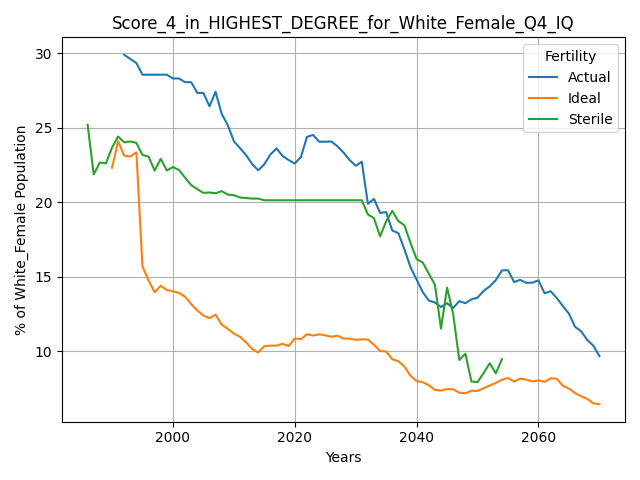 Score_4_in_HIGHEST_DEGREE_for_White_Female_Q4_IQ
% of White_Female Population
30
25
20
15
10
Fertility
Actual
Ideal
Sterile
2000
2020
2040
2060
Years